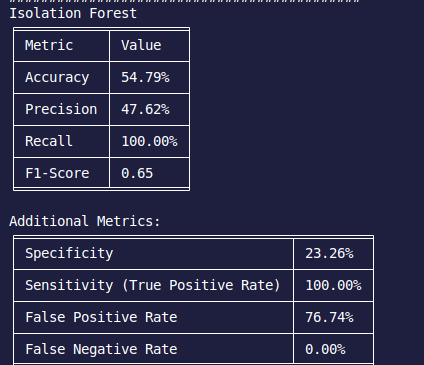 Isolation Forest
Metric Value
Accuracy 54.79%
Precision 47.62%
Recall 100.00%
F1-Score 0.65
Additional Metrics:
Specificity 23.26%
Sensitivity (True Positive Rate) 100.00%
False Positive Rate 76.74%
False Negative Rate 0.00%